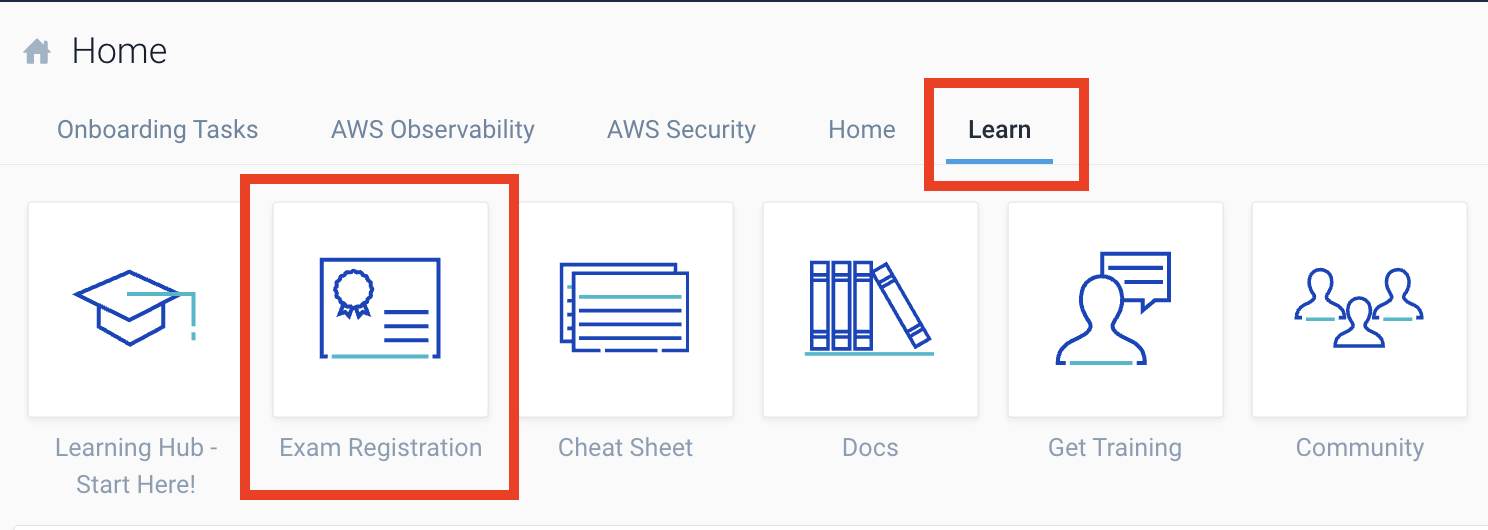 Home
Onboarding Tasks AWS Observability AWS Security Home Learn
Learning Hub - Exam Registration Cheat Sheet Docs Get Training Community
Start Here!